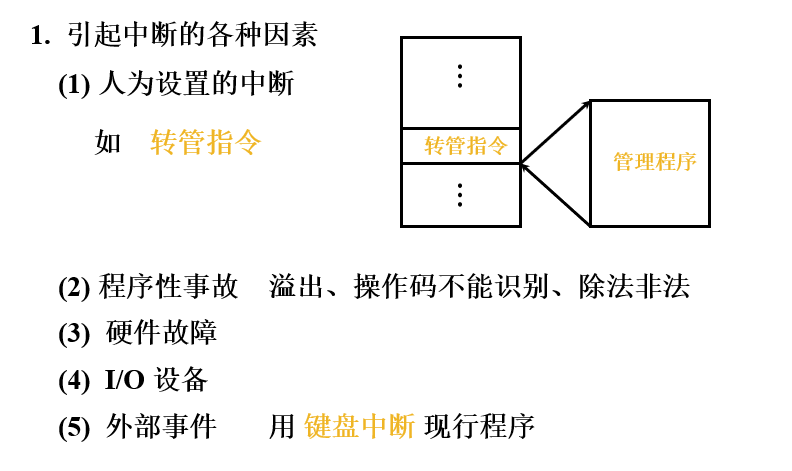 1. 引起中断的各种因素
(1) 人为设置的中断
如 转管指令
⋮
转管指令
⋮
管理程序
(2) 程序性事故 溢出、操作码不能识别、除法非法
(3) 硬件故障
(4) I/O 设备
(5) 外部事件 用 键盘中断 现行程序